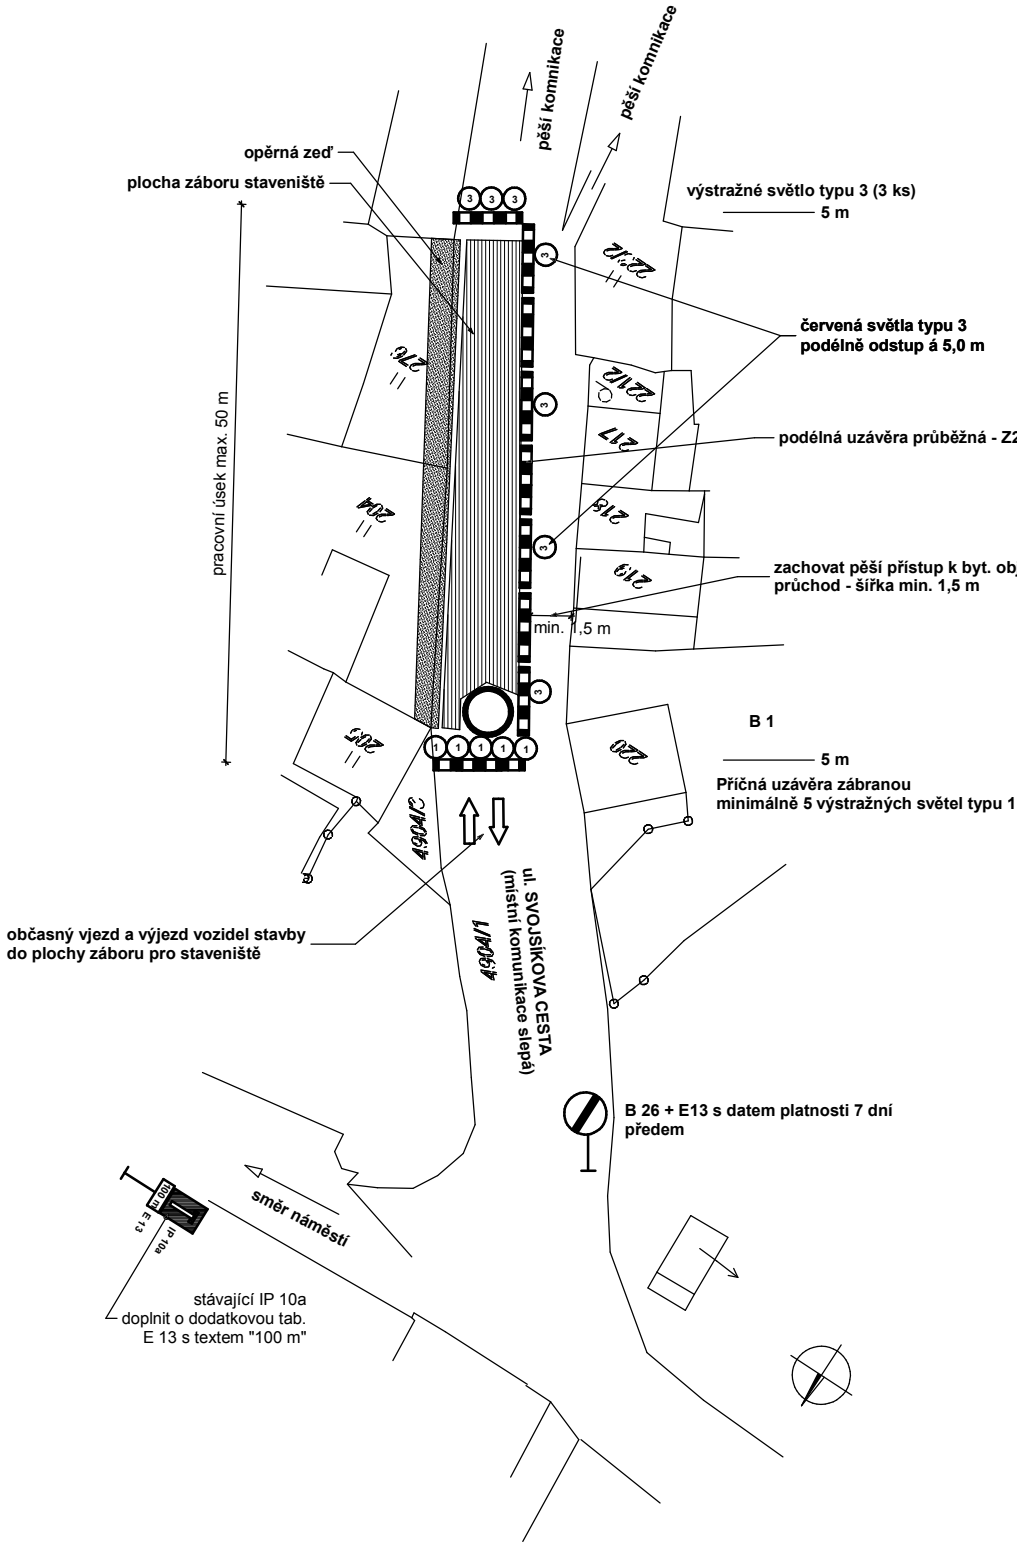 pěší komnikace
pěší komnikace
opěrná zeď
plocha záboru staveniště
výstražné světlo typu 3 (3 ks)
5 m
3 3 3
3
22/2
červená světla typu 3
podélně odstup á 5,0 m
276
221/2
3
217
podélná uzávěra průběžná - Z2
pracovní úsek max. 50 m
204
218
3
219
zachovat pěší přístup k byt. obj
průchod - šířka min. 1,5 m
min. 1,5 m
3
205
220
B 1
1 1 1 1 1
5 m
Příčná uzávěra zábranou
minimálně 5 výstražných světel typu 1
4904/3
občasný vjezd a výjezd vozidel stavby
do plochy záboru pro staveniště
4904/1
ul. SVOJSÍKOVA CESTA
(místní komunikace slepá)
B 26 + E13 s datem platnosti 7 dní
předem
směr náměstí
100 m
E 13
IP 10a
stávající IP 10a
doplnit o dodatkovou tab.
E 13 s textem "100 m"